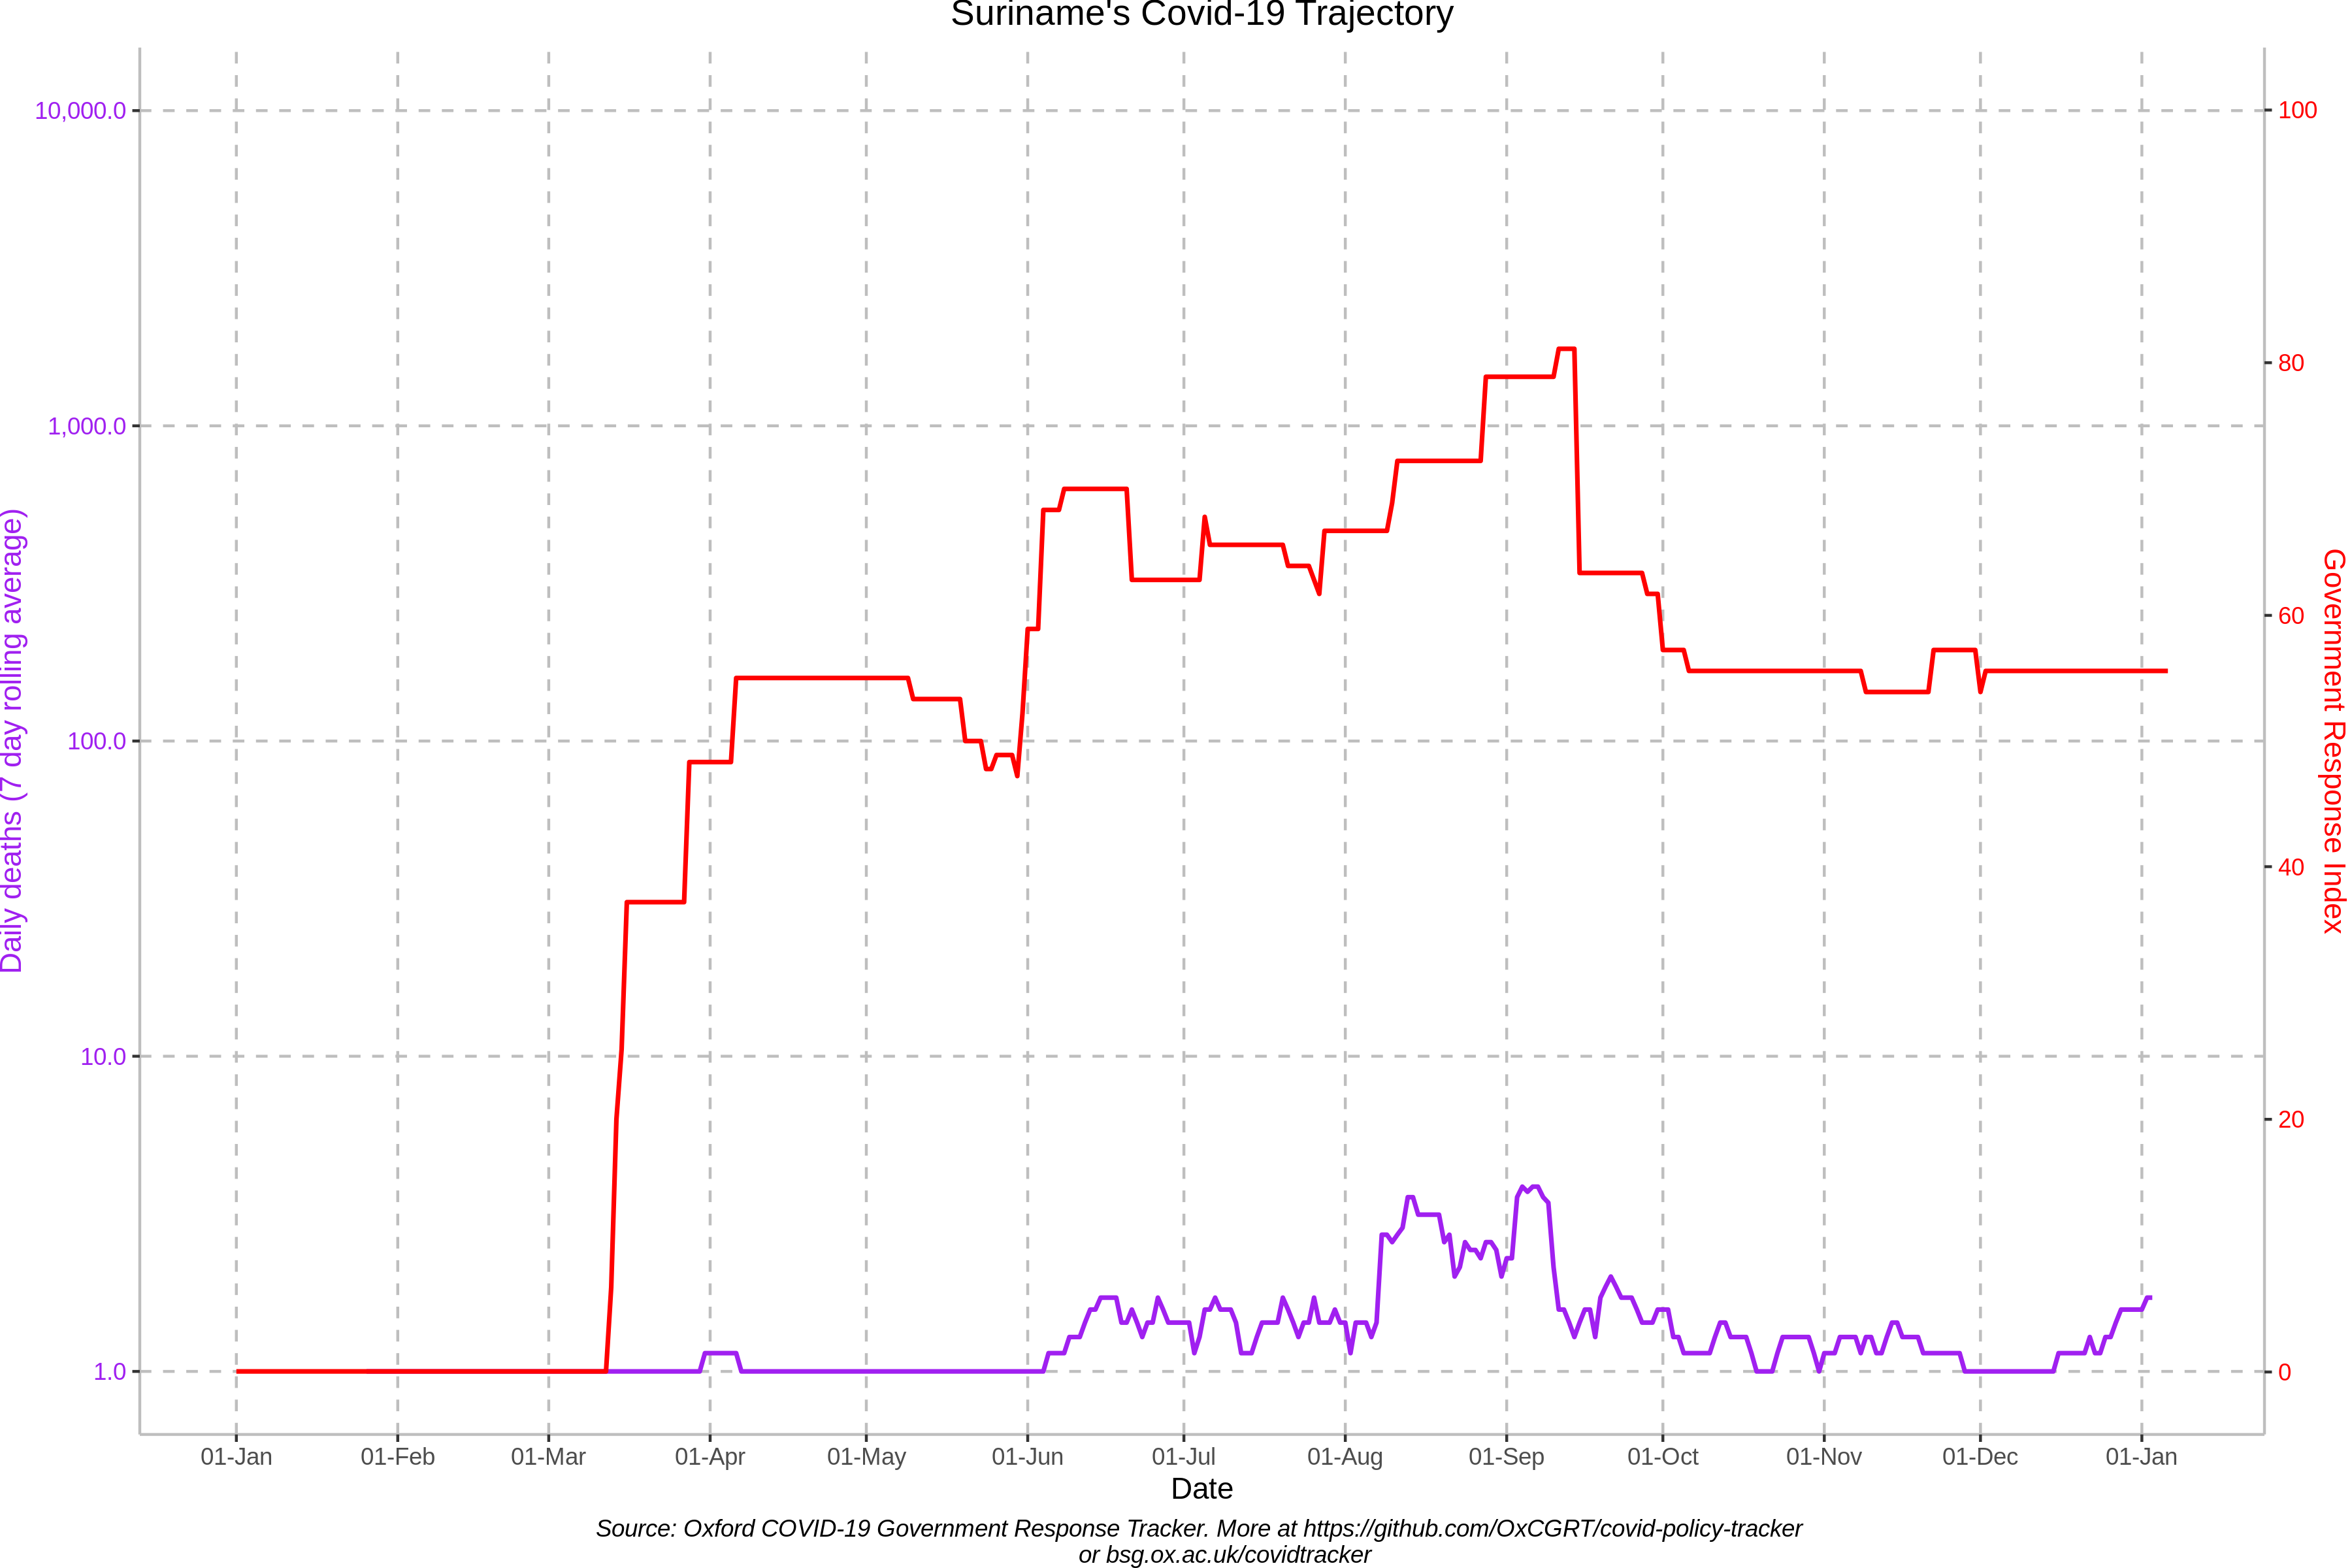 Suriname's Covid-19 Trajectory
10,000.0
1,000.0
100.0
10.0
1.0
Daily deaths (7 day rolling average)
100
80
60
40
20
0
Government Response Index
01-Jan
01-Feb
01-Mar
01-Apr
01-May
01-Jun
01-Jul
01-Aug
01-Sep
01-Oct
01-Nov
01-Dec
01-Jan
Date
Source: Oxford COVID-19 Government Response Tracker. More at https://github.com/OxCGRT/covid-policy-tracker
or bsg.ox.ac.uk/covidtracker